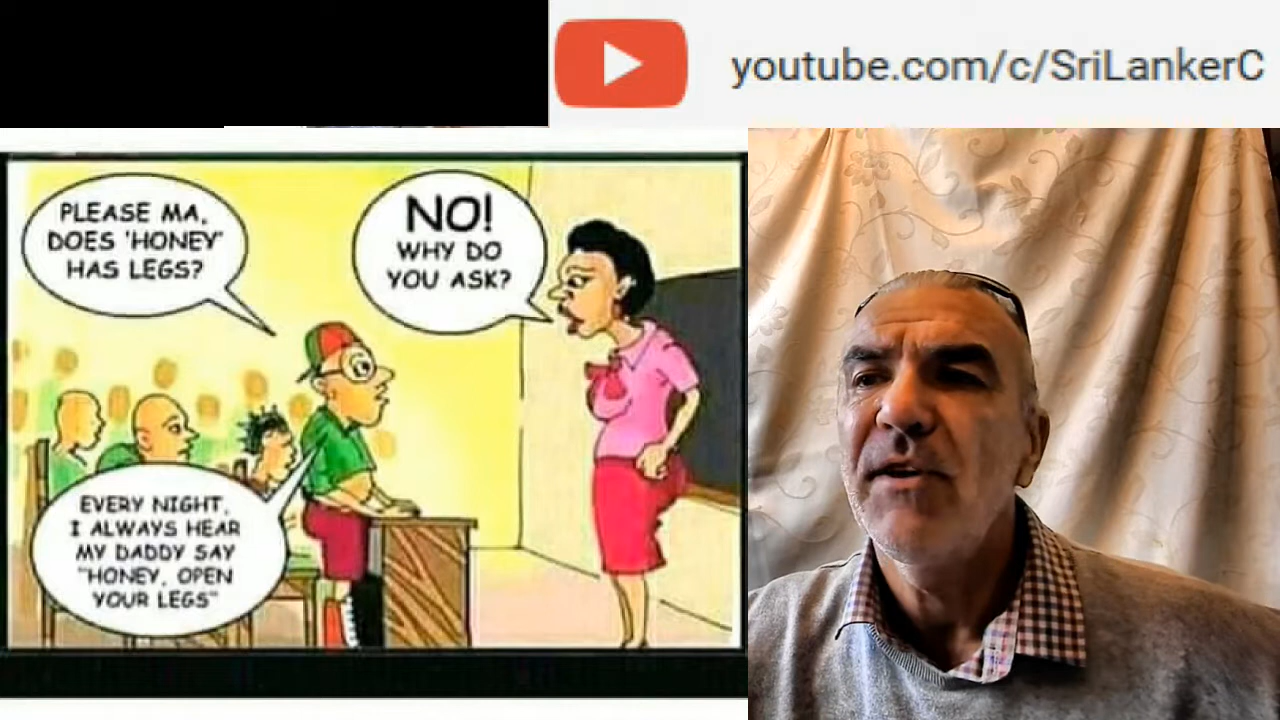 youtube.com/c/SriLankerC
PLEASE MA,
DOES 'HONEY'
HAS LEGS?
NO!
WHY DO
YOU ASK?
EVERY NIGHT,
I ALWAYS HEAR
MY DADDY SAY
"HONEY, OPEN
YOUR LEGS"